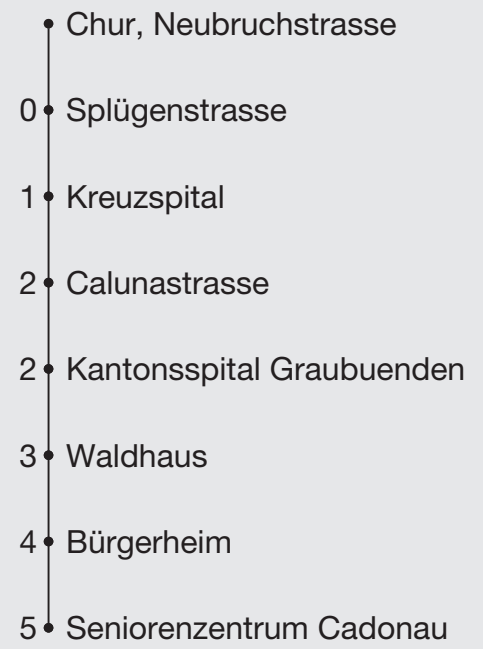 Chur, Neubruchstrasse
0 Splügenstrasse
1 Kreuzspital
2 Calunastrasse
2 Kantonsspital Graubuenden
3 Waldhaus
4 Bürgerheim
5 Seniorenzentrum Cadonau